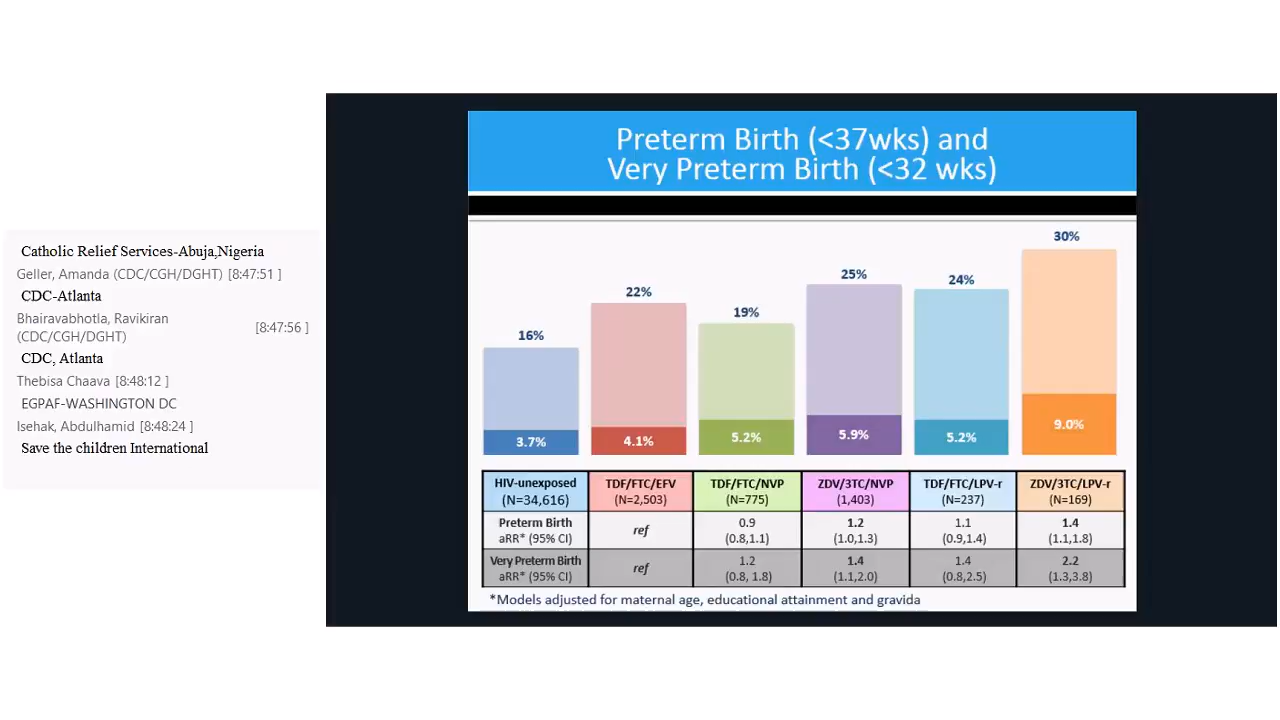 Catholic Relief Services-Abuja,Nigeria
Geller, Amanda (CDC/CGH/DGHT) [8:47:51 ]
CDC-Atlanta
Bhairavabhotla, Ravikiran
(CDC/CGH/DGHT) [8:47:56 ]
CDC, Atlanta
Thebisa Chaava [8:48:12 ]
EGPAF-WASHINGTON DC
Isehak, Abdulhamid [8:48:24 ]
Save the children International
Preterm Birth (<37wks) and
Very Preterm Birth (<32 wks)
16% 22% 19% 25% 24% 30%
3.7% 4.1% 5.2% 5.9% 5.2% 9.0%
HIV-unexposed TDF/FTC/EFV TDF/FTC/NVP ZDV/3TC/NVP TDF/FTC/LPV-r ZDV/3TC/LPV-r
(N=34,616) (N=2,503) (N=775) (1,403) (N=237) (N=169)
Preterm Birth ref 0.9 1.2 1.1 1.4
aRR* (95% CI) (0.8,1.1) (1.0,1.3) (0.9,1.4) (1.1,1.8)
Very Preterm Birth ref 1.2 1.4 1.4 2.2
aRR* (95% CI) (0.8, 1.8) (1.1,2.0) (0.8,2.5) (1.3,3.8)
*Models adjusted for maternal age, educational attainment and gravida